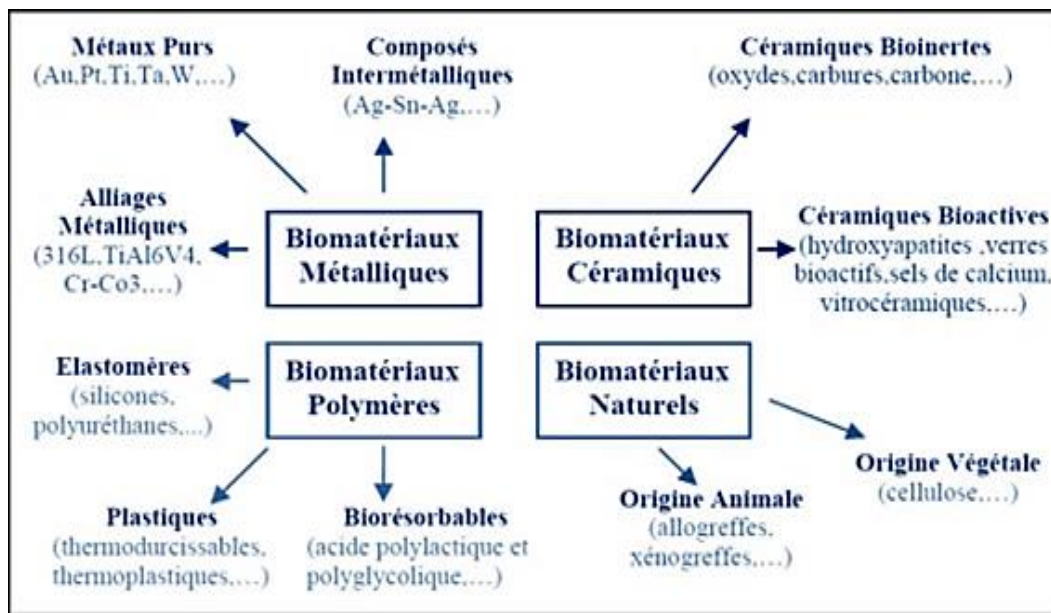 Métaux Purs
(Au,Pt,Ti,Ta,W,…)
Composés
Intermétalliques
(Ag-Sn-Ag,…)
Céramiques Bioinertes
(oxydes,carbures,carbone,…)
Alliages
Métalliques
(316L,TiAl6V4,
Cr-Co3,…)
Biomatériaux
Métalliques
Biomatériaux
Céramiques
Céramiques Bioactives
(hydroxyapatites ,verres
bioactifs,sels de calcium,
vitrocéramiques,…)
Elastomères
(silicones,
polyuréthanes,...)
Biomatériaux
Polymères
Biomatériaux
Naturels
Plastiques
(thermodurcissables,
thermoplastiques,…)
Biorésorbables
(acide polylactique et
polyglycolique,…)
Origine Animale
(allogreffes,
xénogreffes,…)
Origine Végétale
(cellulose,…)